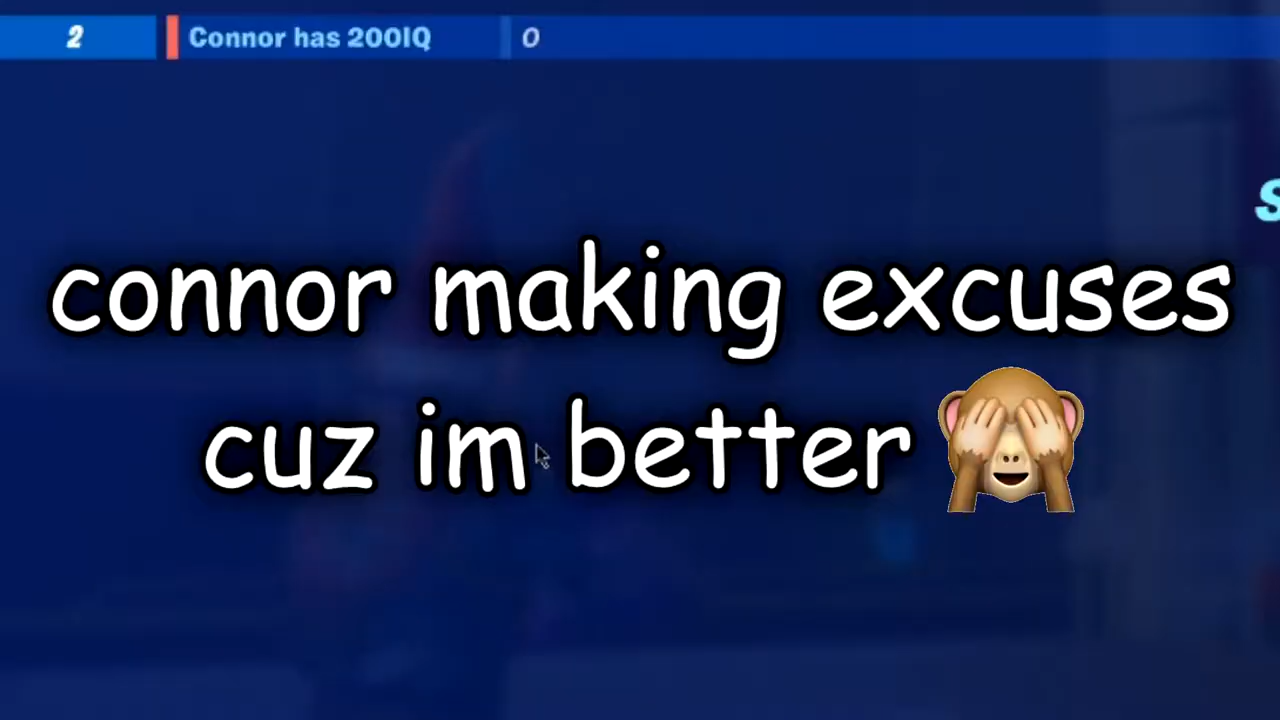 2 Connor has 200IQ 0
S
connor making excuses
cuz im better 🙈